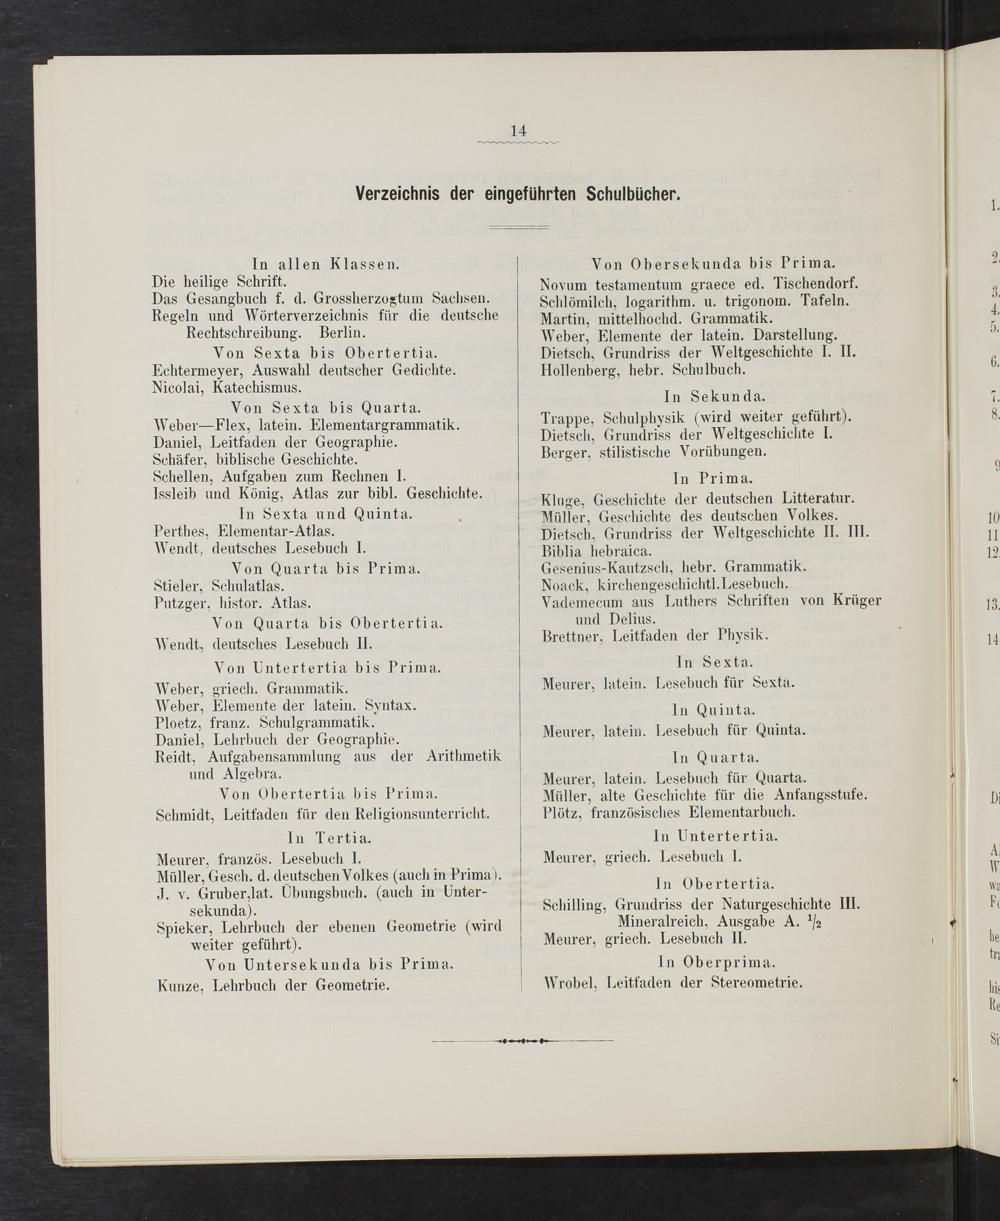 14
Verzeichnis der eingeführten Schulbücher.
In allen Klassen.
Die heilige Schrift.
Das Gesangbuch f. d. Grossherzogtum Sachsen.
Regeln und Wörterverzeichnis für die deutsche
Rechtschreibung. Berlin.
Von Sexta bis Obertertia.
Echtermeyer, Auswahl deutscher Gedichte.
Nicolai, Katechismus.
Von Sexta bis Quarta.
Weber—Flex, latein. Elementargrammatik.
Daniel, Leitfaden der Geographie.
Schäfer, biblische Geschichte.
Schellen, Aufgaben zum Rechnen I.
Issleib und König, Atlas zur bibl. Geschichte.
In Sexta und Quinta.
Perthes, Elementar-Atlas.
Wendt, deutsches Lesebuch I.
Von Quarta bis Prima.
Stieler, Schulatlas.
Putzger, histor. Atlas.
Von Quarta bis Obertertia.
Wendt, deutsches Lesebuch II.
Von Untertertia bis Prima.
Weber, griech. Grammatik.
Weber, Elemente der latein. Syntax.
Ploetz, franz. Schulgrammatik.
Daniel, Lehrbuch der Geographie.
Reidt, Aufgabensammlung aus der Arithmetik
und Algebra.
Von Obertertia bis Prima.
Schmidt, Leitfaden für den Religionsunterricht.
In Tertia.
Meurer, französ. Lesebuch I.
Müller, Gesch. d. deutschen Volkes (auch in Prima).
J. v. Gruber, lat. Übungsbuch. (auch in Unter-
sekunda).
Spieker, Lehrbuch der ebenen Geometrie (wird
weiter geführt).
Von Untersekunda bis Prima.
Kunze, Lehrbuch der Geometrie.
Von Obersekunda bis Prima.
Novum testamentum graece ed. Tischendorf.
Schlömilch, logarithm. u. trigonom. Tafeln.
Martin, mittelhochd. Grammatik.
Weber, Elemente der latein. Darstellung.
Dietsch, Grundriss der Weltgeschichte I. II.
Hollenberg, hebr. Schulbuch.
In Sekunda.
Trappe, Schulphysik (wird weiter geführt).
Dietsch, Grundriss der Weltgeschichte I.
Berger, stilistische Vorübungen.
In Prima.
Kluge, Geschichte der deutschen Litteratur.
Müller, Geschichte des deutschen Volkes.
Dietsch, Grundriss der Weltgeschichte II. III.
Biblia hebraica.
Gesenius-Kautzsch, hebr. Grammatik.
Noack, kirchengeschichtl. Lesebuch.
Vademecum aus Luthers Schriften von Krüger
und Delius.
Brettner, Leitfaden der Physik.
In Sexta.
Meurer, latein. Lesebuch für Sexta.
In Quinta.
Meurer, latein. Lesebuch für Quinta.
In Quarta.
Meurer, latein. Lesebuch für Quarta.
Müller, alte Geschichte für die Anfangsstufe.
Plötz, französisches Elementarbuch.
In Untertertia.
Meurer, griech. Lesebuch I.
In Obertertia.
Schilling, Grundriss der Naturgeschichte III.
Mineralreich, Ausgabe A. 1/2
Meurer, griech. Lesebuch II.
In Oberprima.
Wrobel, Leitfaden der Stereometrie.
1.
2.
3.
4.
5.
6.
7.
8.
9
10
11
12
13.
14